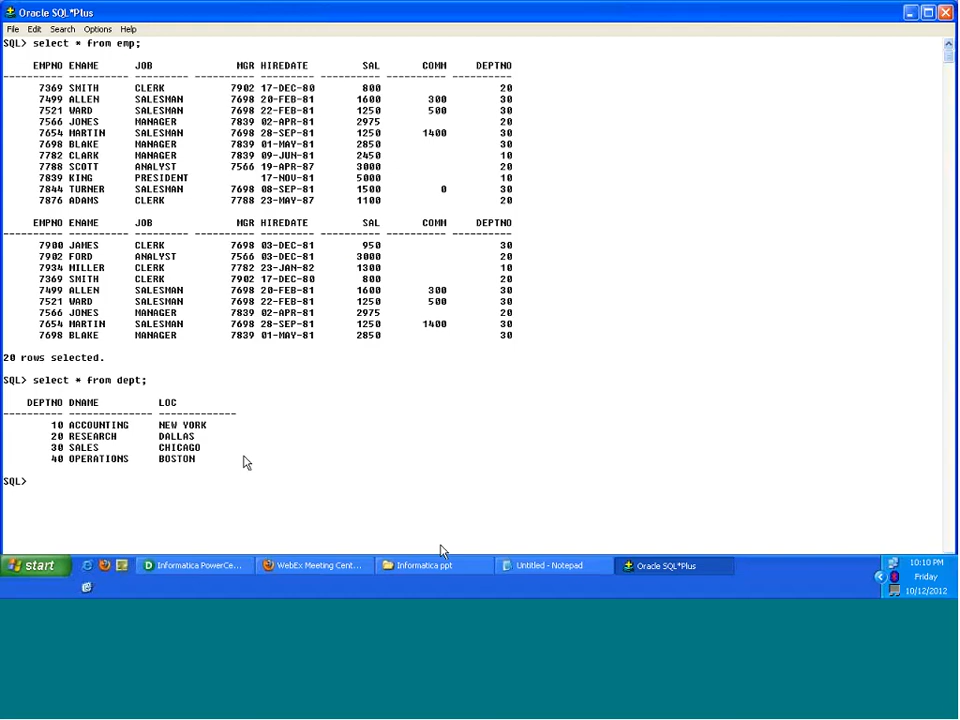 Oracle SQL*Plus
File Edit Search Options Help
SQL> select * from emp;
EMPNO ENAME JOB MGR HIREDATE SAL COMM DEPTNO
---------- ---------- --------- ---------- --------- ---------- ---------- ----------
7369 SMITH CLERK 7902 17-DEC-80 800 20
7499 ALLEN SALESMAN 7698 20-FEB-81 1600 300 30
7521 WARD SALESMAN 7698 22-FEB-81 1250 500 30
7566 JONES MANAGER 7839 02-APR-81 2975 20
7654 MARTIN SALESMAN 7698 28-SEP-81 1250 1400 30
7698 BLAKE MANAGER 7839 01-MAY-81 2850 30
7782 CLARK MANAGER 7839 09-JUN-81 2450 10
7788 SCOTT ANALYST 7566 19-APR-87 3000 20
7839 KING PRESIDENT 17-NOV-81 5000 10
7844 TURNER SALESMAN 7698 08-SEP-81 1500 0 30
7876 ADAMS CLERK 7788 23-MAY-87 1100 20
EMPNO ENAME JOB MGR HIREDATE SAL COMM DEPTNO
---------- ---------- --------- ---------- --------- ---------- ---------- ----------
7900 JAMES CLERK 7698 03-DEC-81 950 30
7902 FORD ANALYST 7566 03-DEC-81 3000 20
7934 MILLER CLERK 7782 23-JAN-82 1300 10
7369 SMITH CLERK 7902 17-DEC-80 800 20
7499 ALLEN SALESMAN 7698 20-FEB-81 1600 300 30
7521 WARD SALESMAN 7698 22-FEB-81 1250 500 30
7566 JONES MANAGER 7839 02-APR-81 2975 20
7654 MARTIN SALESMAN 7698 28-SEP-81 1250 1400 30
7698 BLAKE MANAGER 7839 01-MAY-81 2850 30
20 rows selected.
SQL> select * from dept;
DEPTNO DNAME LOC
---------- -------------- -------------
10 ACCOUNTING NEW YORK
20 RESEARCH DALLAS
30 SALES CHICAGO
40 OPERATIONS BOSTON
SQL>
start Informatica PowerCe... WebEx Meeting Cent... Informatica ppt Untitled - Notepad Oracle SQL*Plus
10:10 PM
Friday
10/12/2012